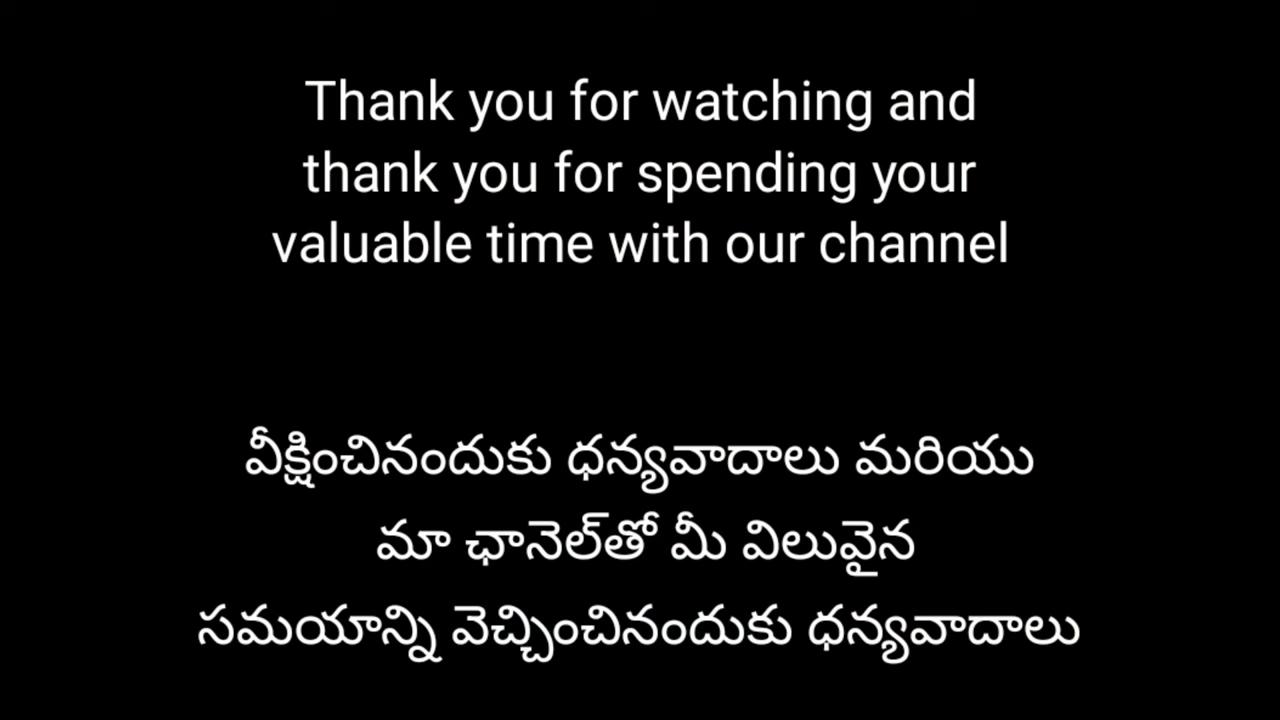 Thank you for watching and
thank you for spending your
valuable time with our channel
వీక్షించినందుకు ధన్యవాదాలు మరియు
మా ఛానెల్‌తో మీ విలువైన
సమయాన్ని వెచ్చించినందుకు ధన్యవాదాలు